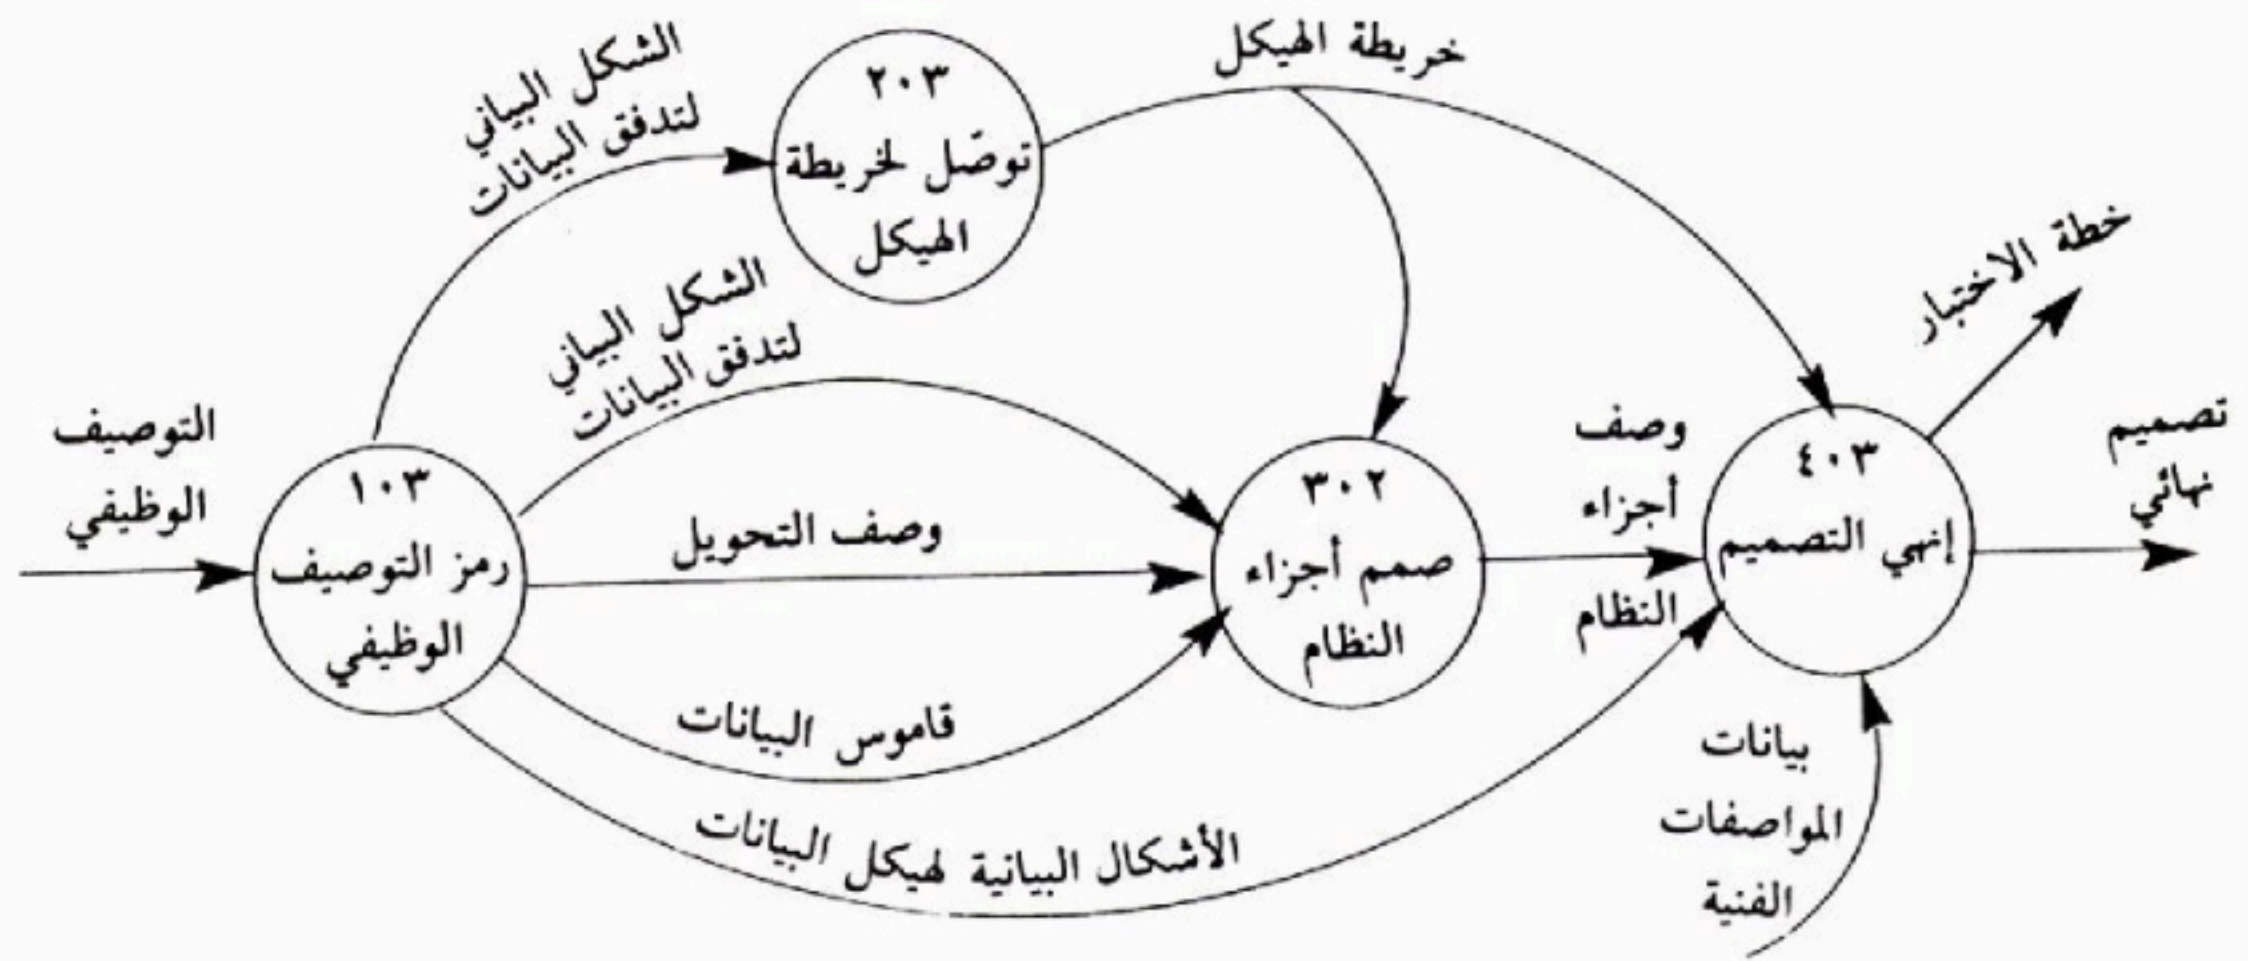 الشكل البياني
لتدفق البيانات
٢٠٣
توصّل لخريطة
الهيكل
خريطة الهيكل
خطة الاختبار
الشكل البياني
لتدفق البيانات
التوصيف
الوظيفي
١٠٣
رمز التوصيف
الوظيفي
وصف التحويل
قاموس البيانات
الأشكال البيانية لهيكل البيانات
٣٠٢
صمم أجزاء
النظام
وصف
أجزاء
النظام
٤٠٣
إنهي التصميم
تصميم
نهائي
بيانات
المواصفات
الفنية